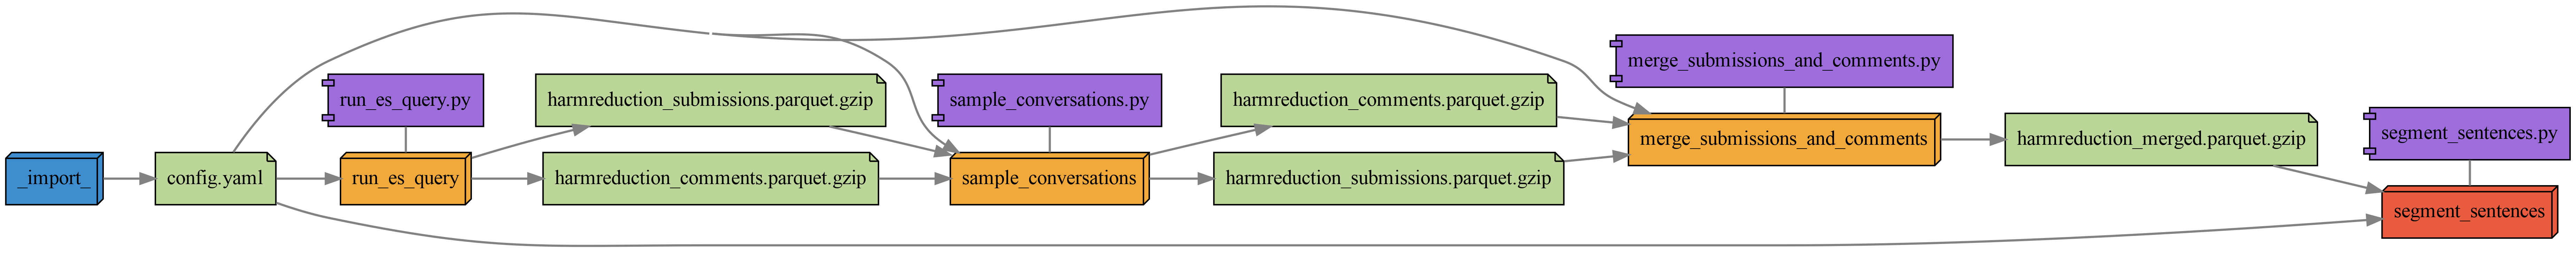 _import_
config.yaml
run_es_query.py
run_es_query
harmreduction_submissions.parquet.gzip
harmreduction_comments.parquet.gzip
sample_conversations.py
sample_conversations
harmreduction_comments.parquet.gzip
harmreduction_submissions.parquet.gzip
merge_submissions_and_comments.py
merge_submissions_and_comments
harmreduction_merged.parquet.gzip
segment_sentences.py
segment_sentences